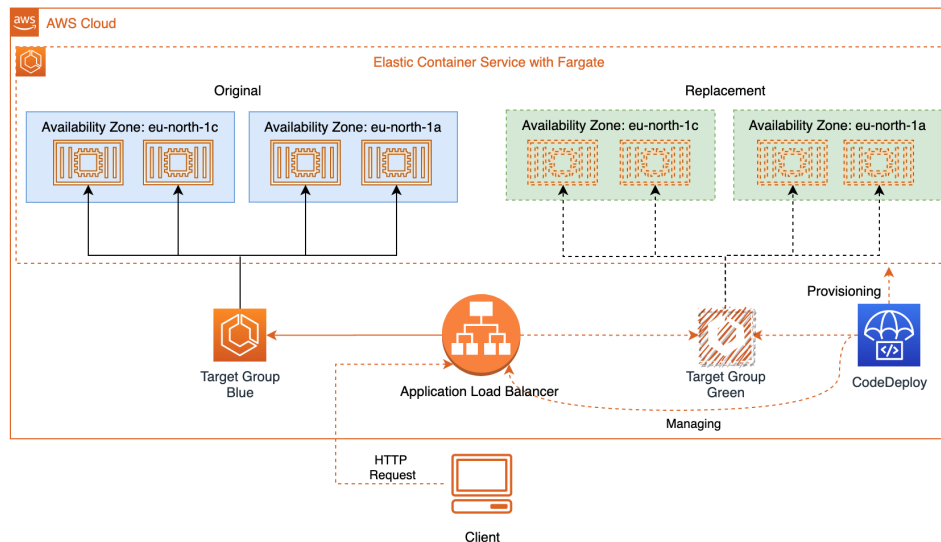 aws
AWS Cloud
Elastic Container Service with Fargate
Original
Replacement
Availability Zone: eu-north-1c
Availability Zone: eu-north-1a
Availability Zone: eu-north-1c
Availability Zone: eu-north-1a
Provisioning
Target Group
Blue
Application Load Balancer
Target Group
Green
</>
CodeDeploy
Managing
HTTP
Request
Client